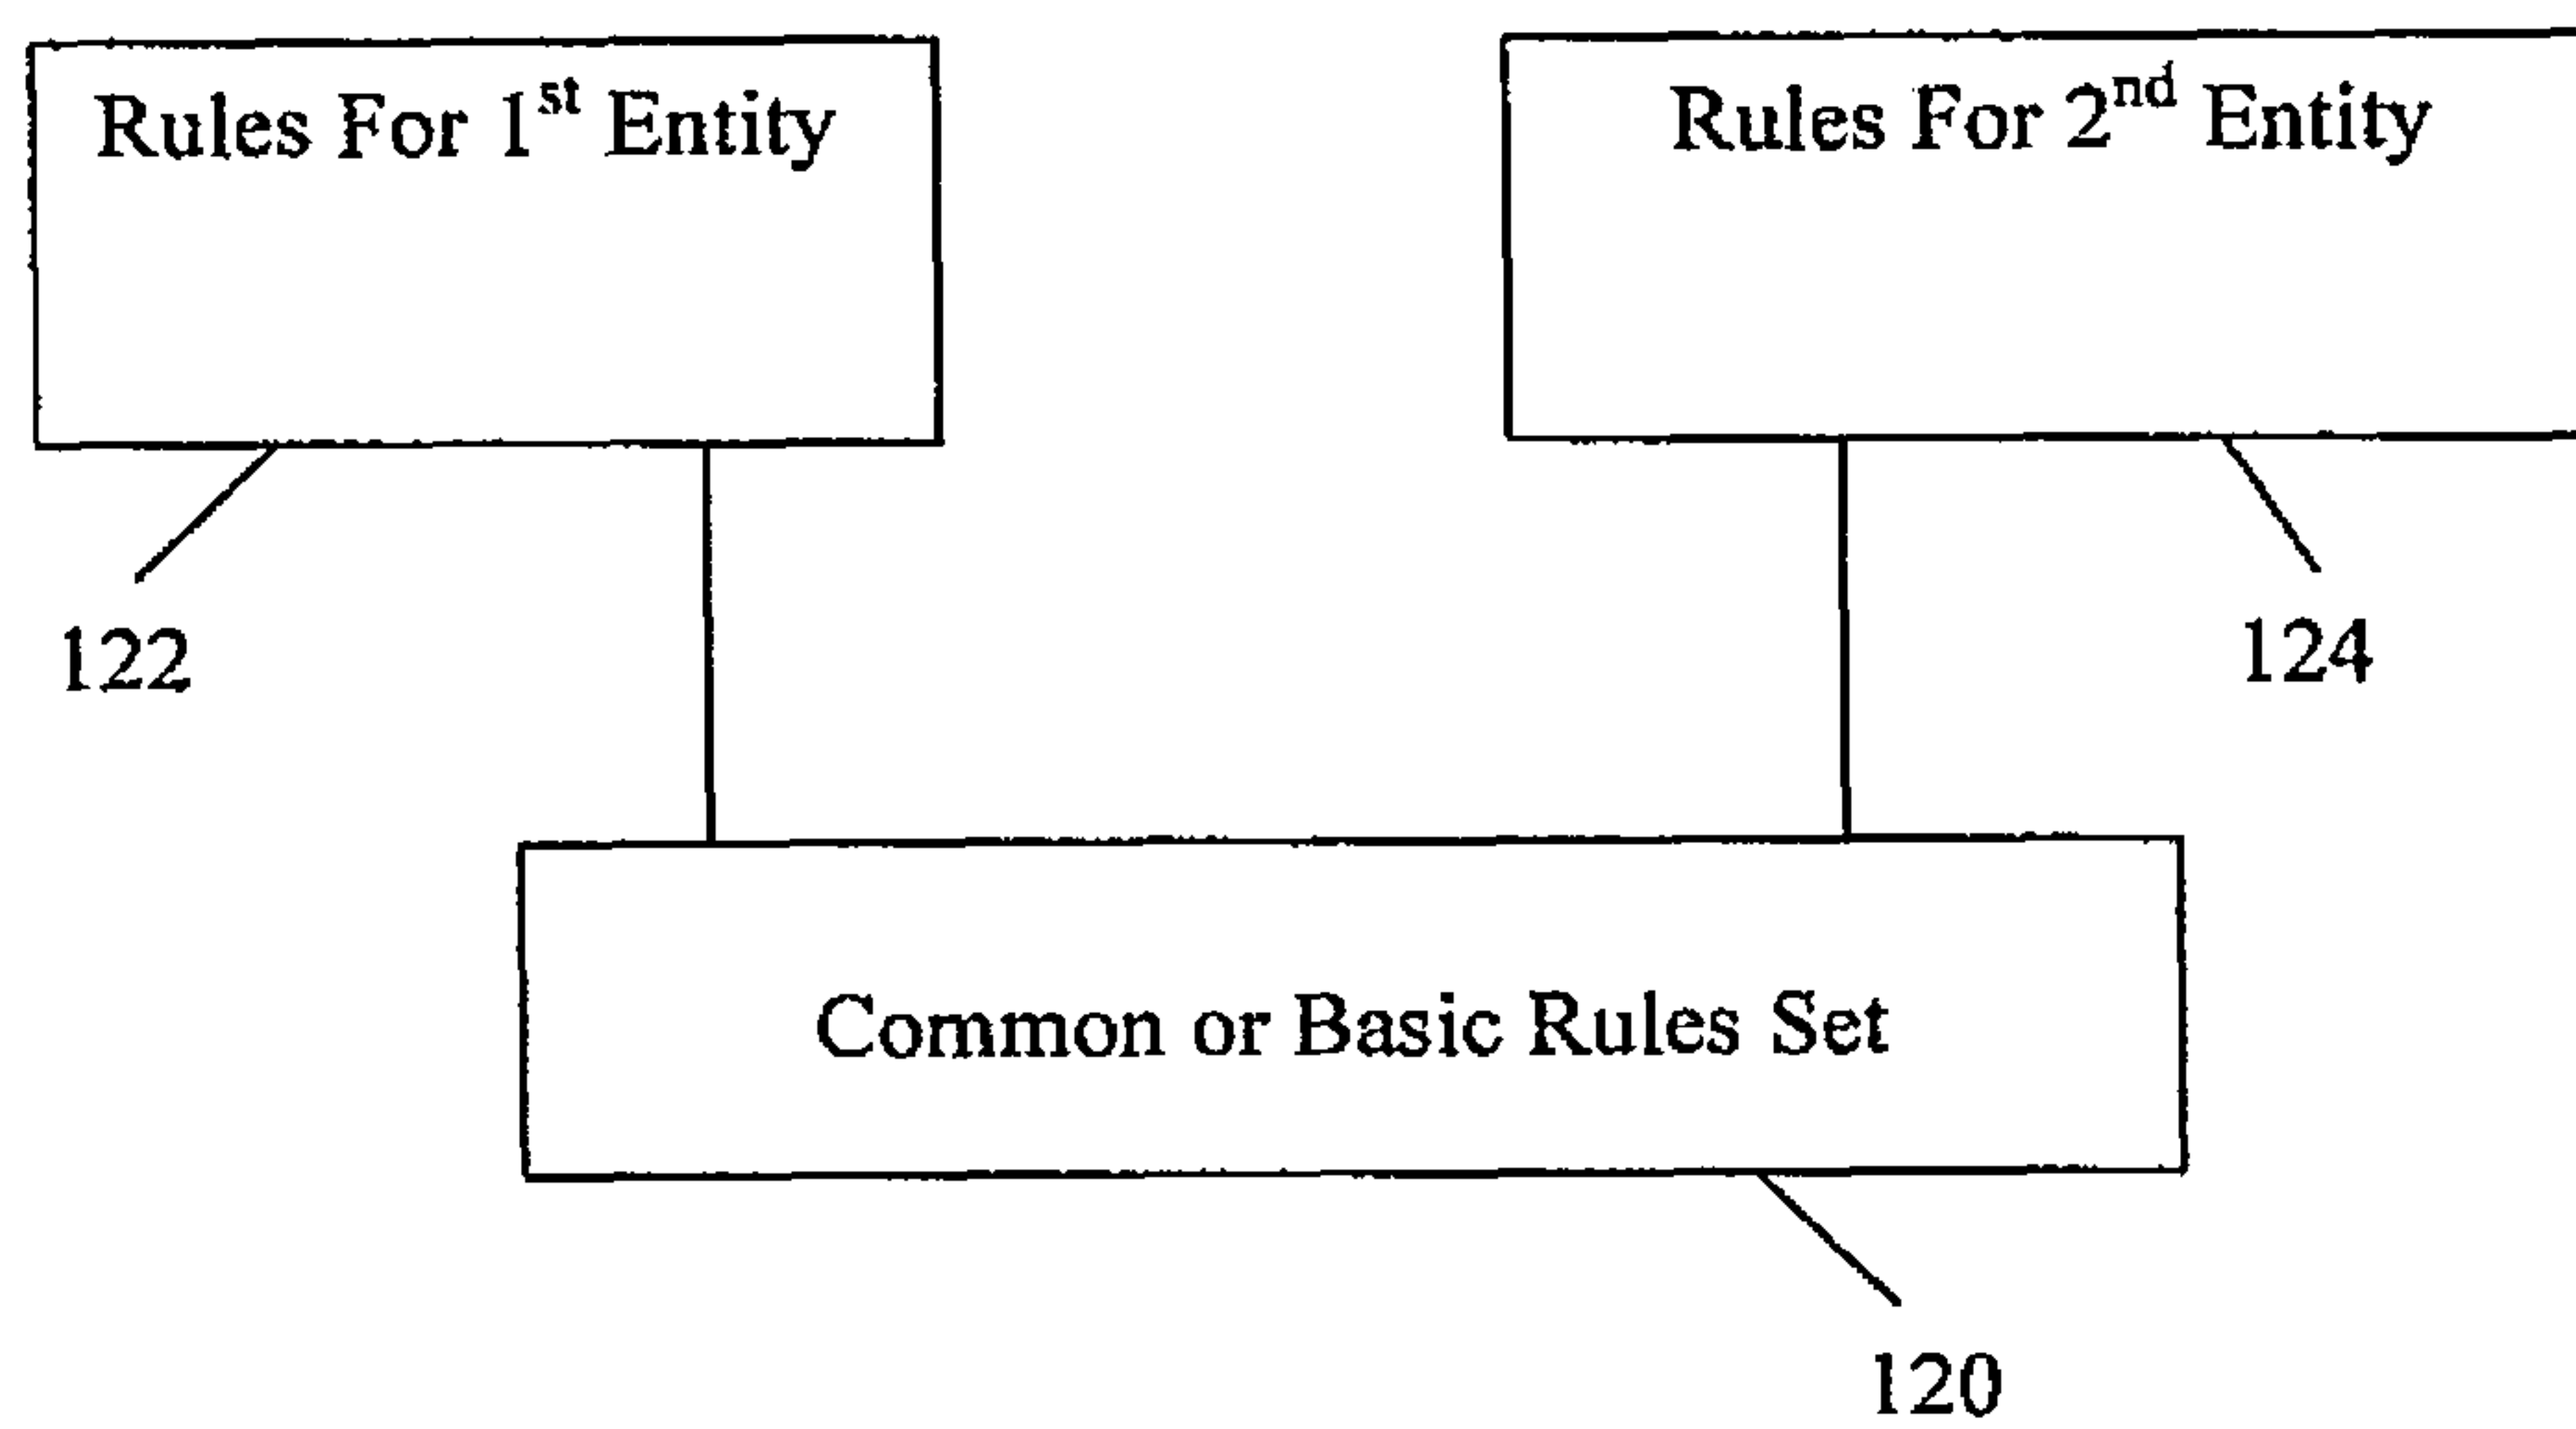 Rules For 1st Entity
Rules For 2nd Entity
122
124
Common or Basic Rules Set
120